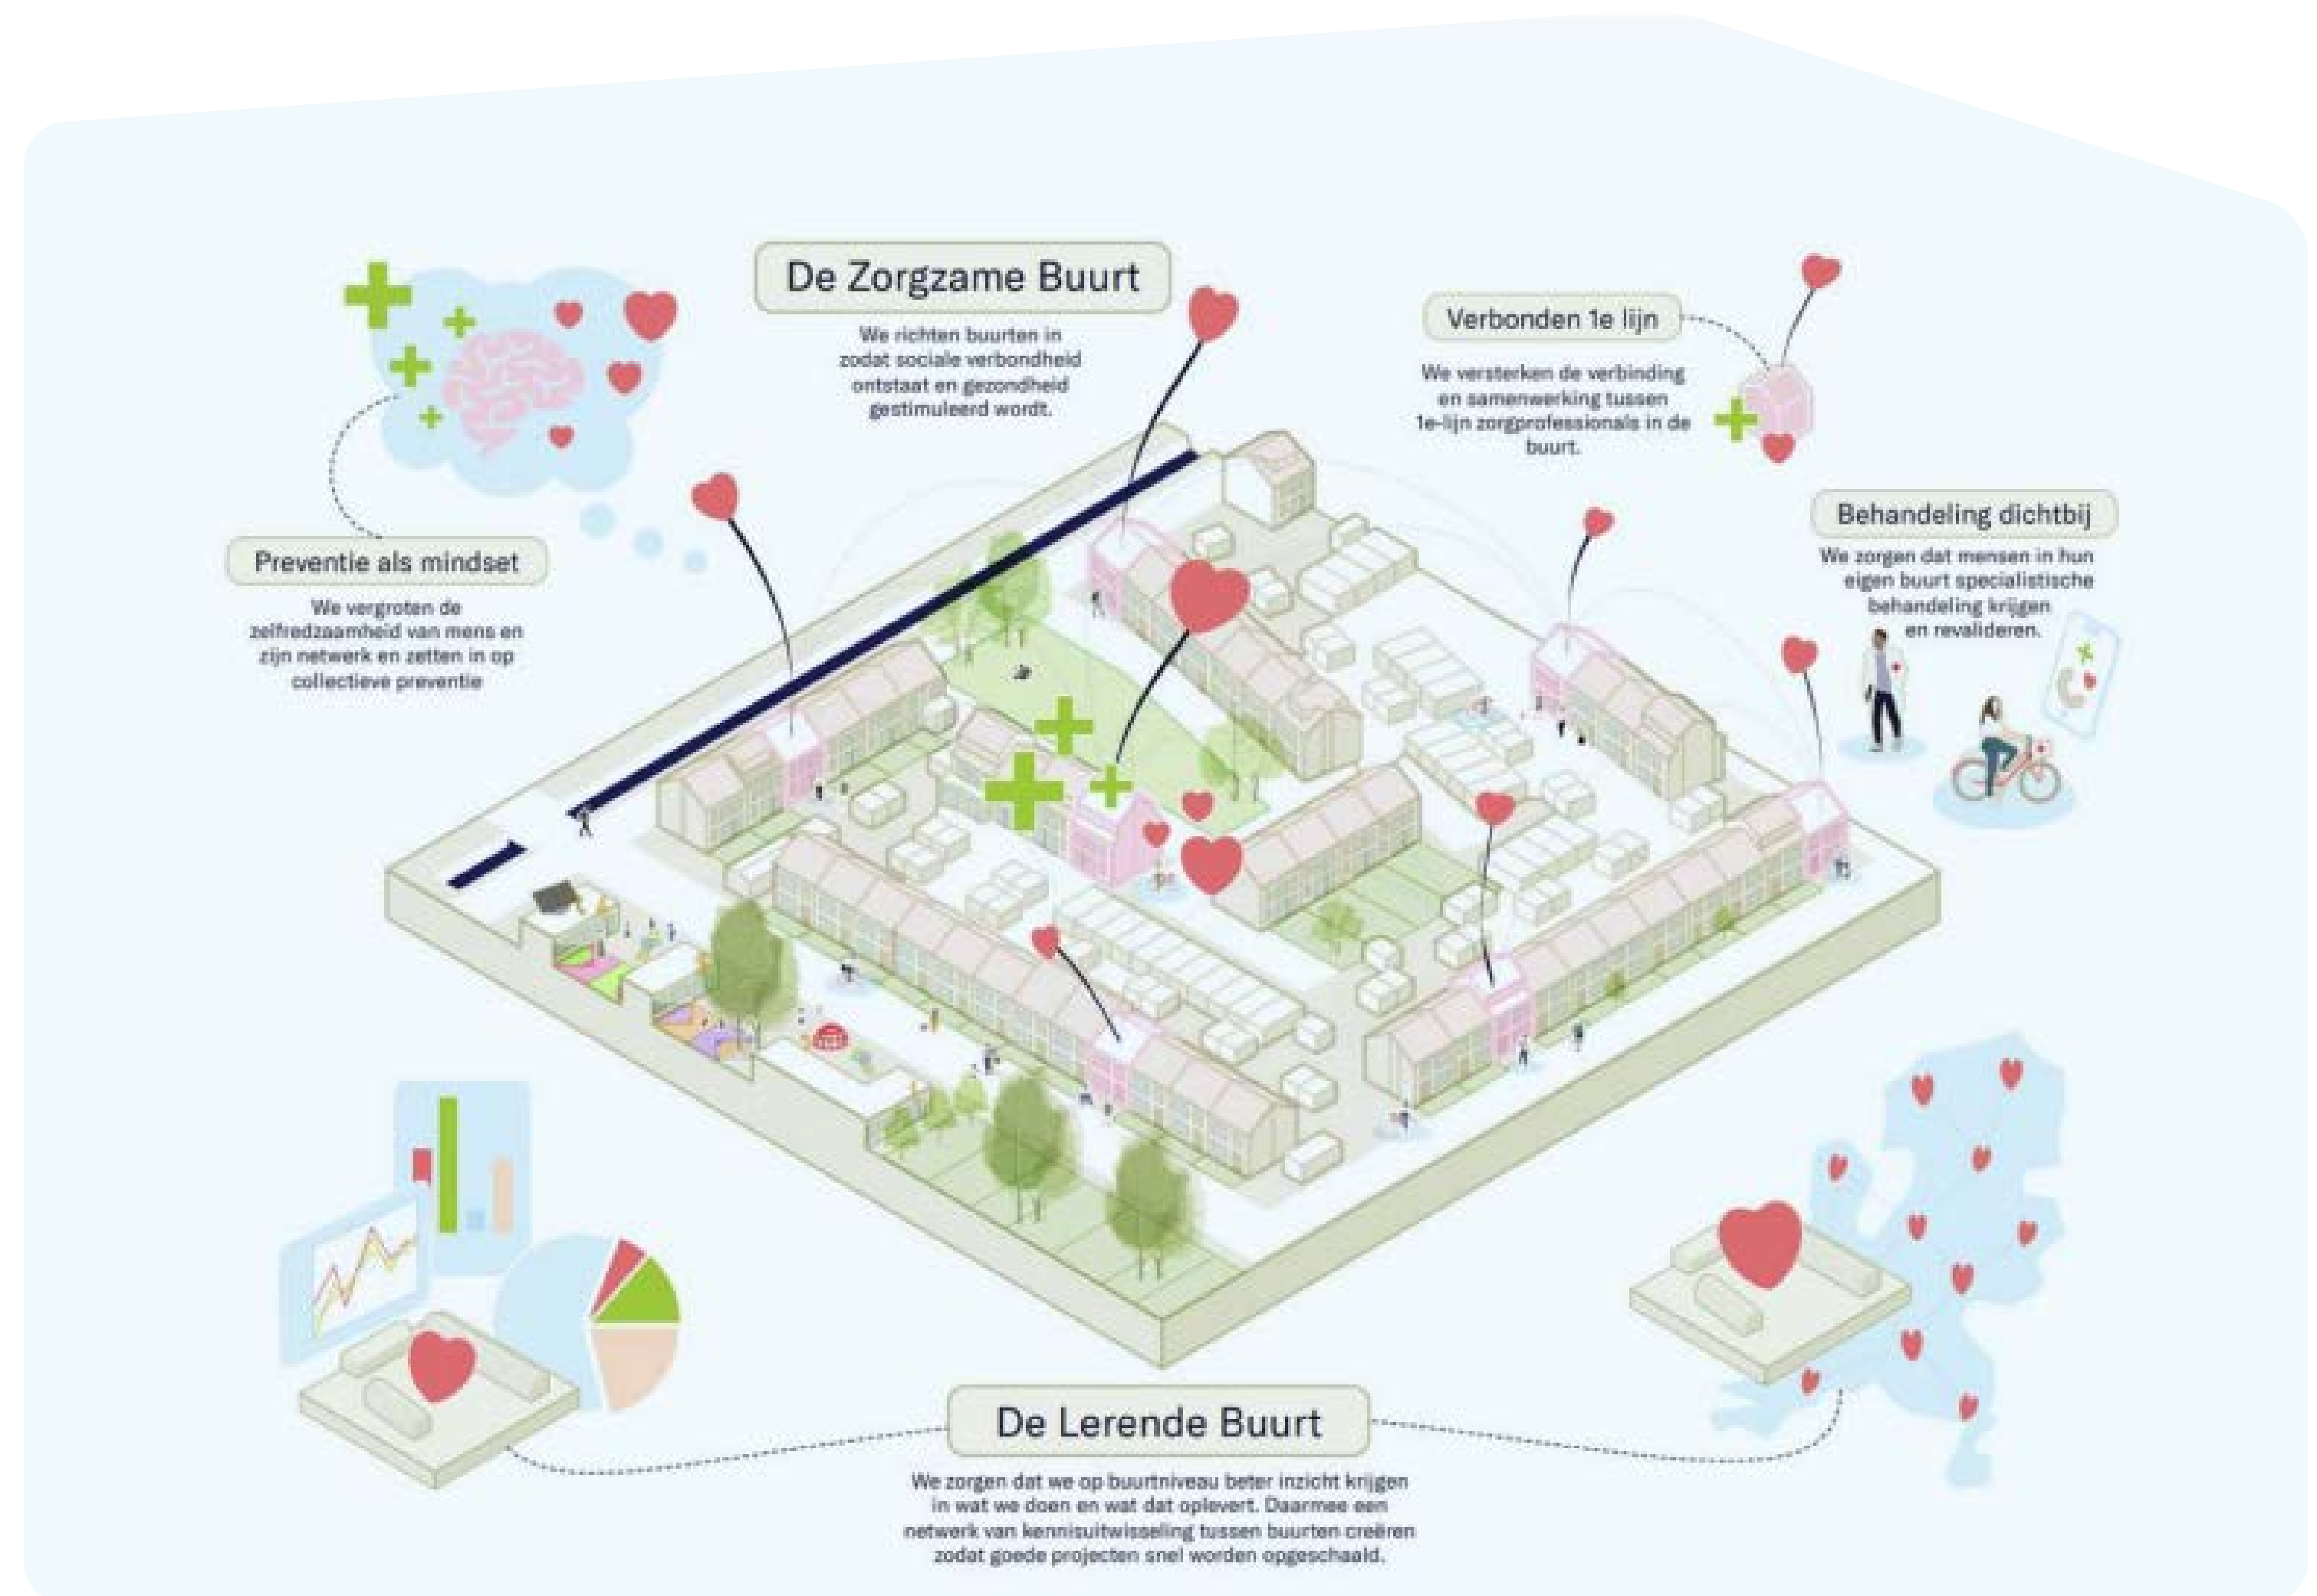 De Zorgzame Buurt
We richten buurten in
zodat sociale verbondheid
ontstaat en gezondheid
gestimuleerd wordt.
Verbonden 1e lijn
We versterken de verbinding
en samenwerking tussen
1e-lijn zorgprofessionals in de
buurt.
Behandeling dichtbij
We zorgen dat mensen in hun
eigen buurt specialistische
behandeling krijgen
en revalideren.
Preventie als mindset
We vergroten de
zelfredzaamheid van mens en
zijn netwerk en zetten in op
collectieve preventie
De Lerende Buurt
We zorgen dat we op buurtniveau beter inzicht krijgen
in wat we doen en wat dat oplevert. Daarmee een
netwerk van kennisuitwisseling tussen buurten creëren
zodat goede projecten snel worden opgeschaald.